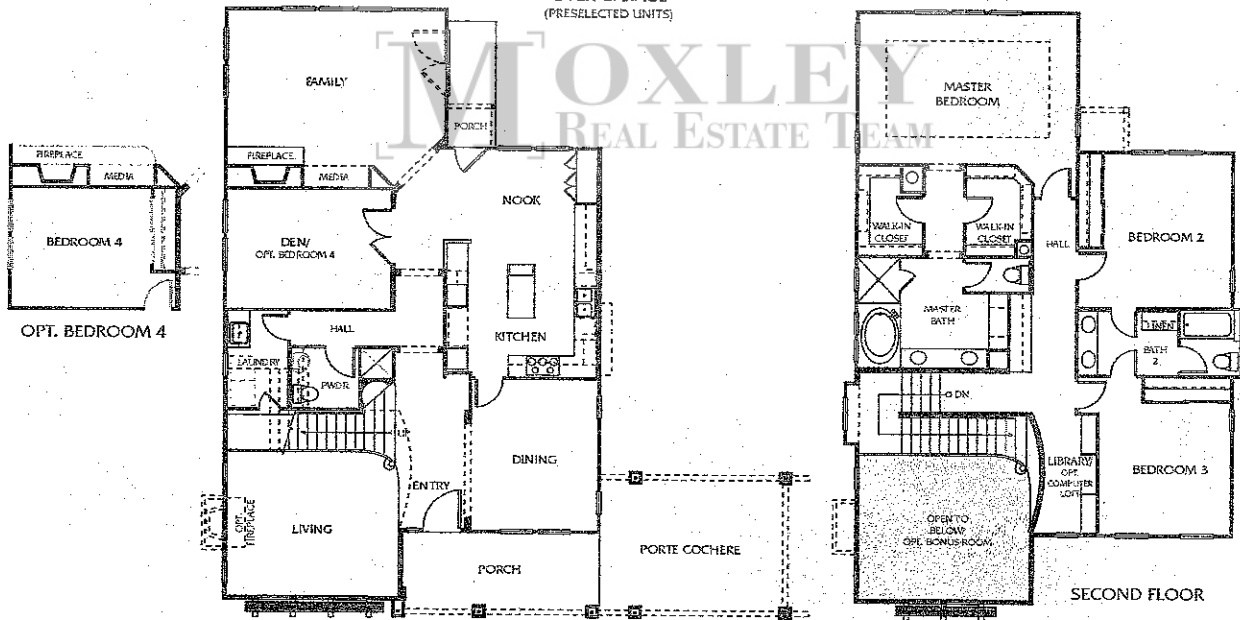 (PRESELECTED UNITS)
MOXLEY
REAL ESTATE TEAM
FAMILY
PORCH
FIREPLACE
MEDIA
DEN/
OPT. BEDROOM 4
NOOK
KITCHEN
HALL
LAUNDRY
PWDR.
UP
DINING
ENTRY
LIVING
OPT.
FIREPLACE
PORCH
PORTE COCHERE
FIREPLACE
MEDIA
BEDROOM 4
OPT. BEDROOM 4
MASTER
BEDROOM
WALK-IN
CLOSET
WALK-IN
CLOSET
HALL
BEDROOM 2
MASTER
BATH
LINEN
BATH
2
DN
LIBRARY/
OPT.
COMPUTER
LOFT
BEDROOM 3
OPEN TO
BELOW/
OPT. BONUS ROOM
SECOND FLOOR